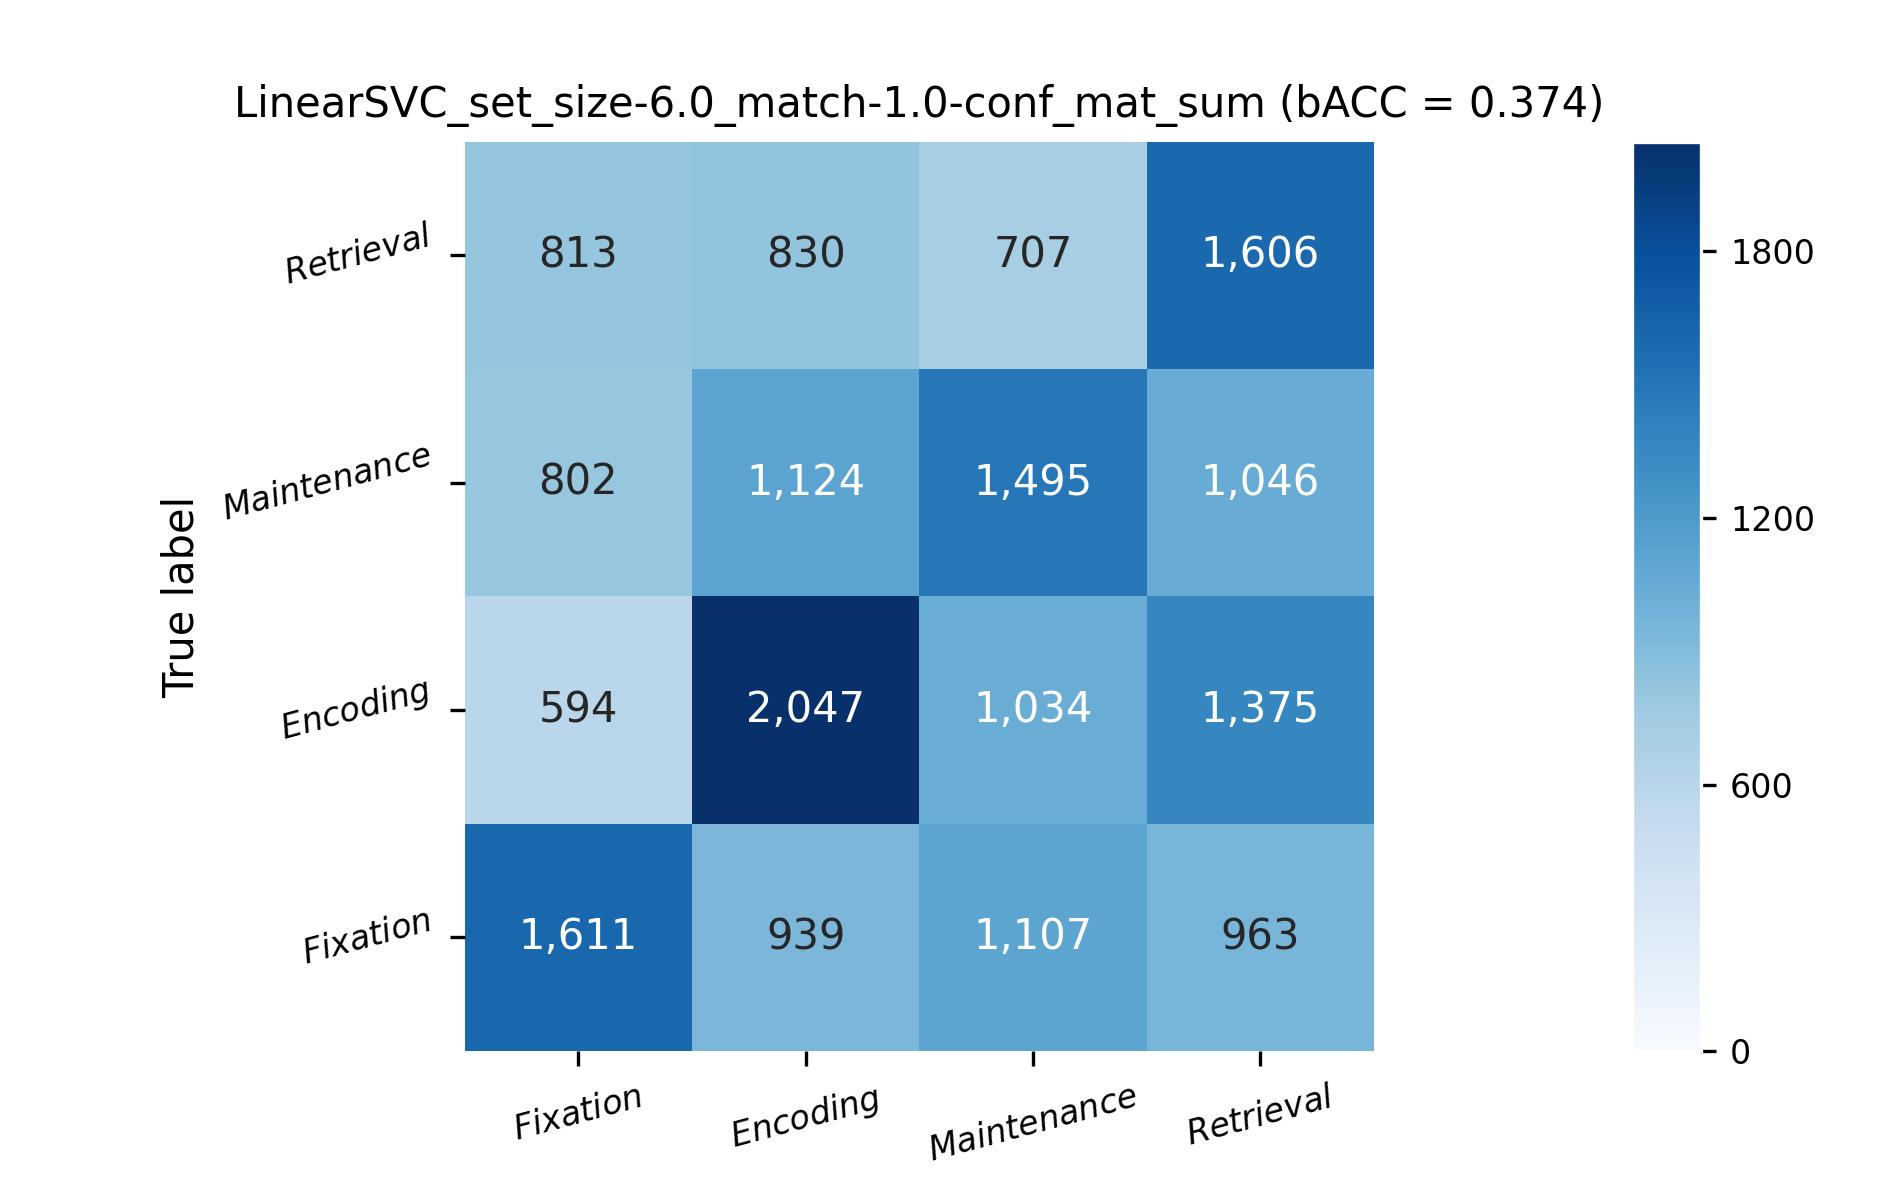 LinearSVC_set_size-6.0_match-1.0-conf_mat_sum (bACC = 0.374)
True label
Retrieval 813 830 707 1,606
Maintenance 802 1,124 1,495 1,046
Encoding 594 2,047 1,034 1,375
Fixation 1,611 939 1,107 963
Fixation Encoding Maintenance Retrieval
1800
1200
600
0